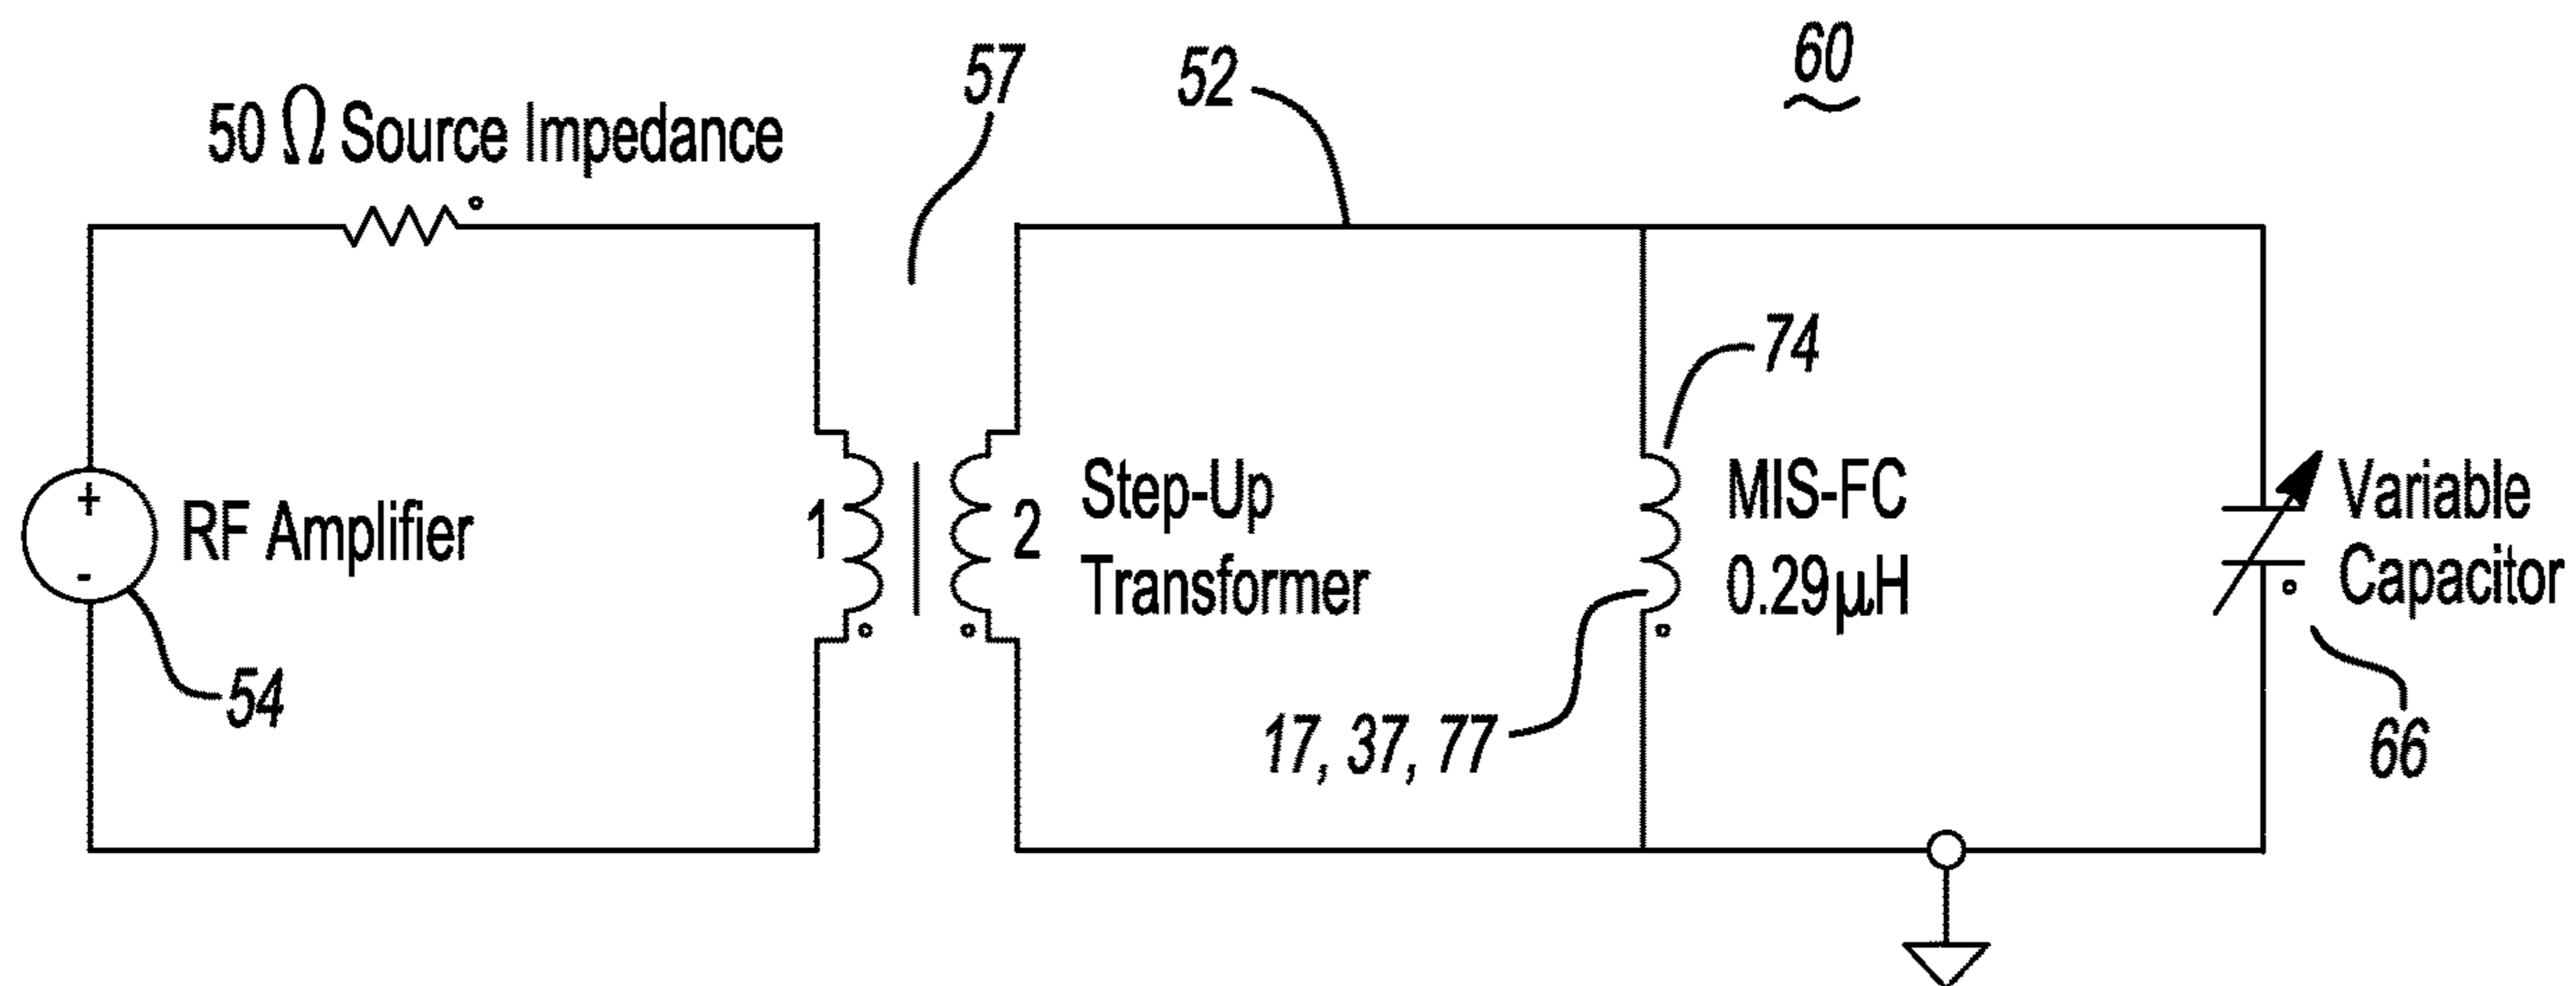 60
57
52
50 Ω Source Impedance
74
+
-
RF Amplifier
1
2
Step-Up
Transformer
MIS-FC
0.29μH
Variable
Capacitor
54
17, 37, 77
66